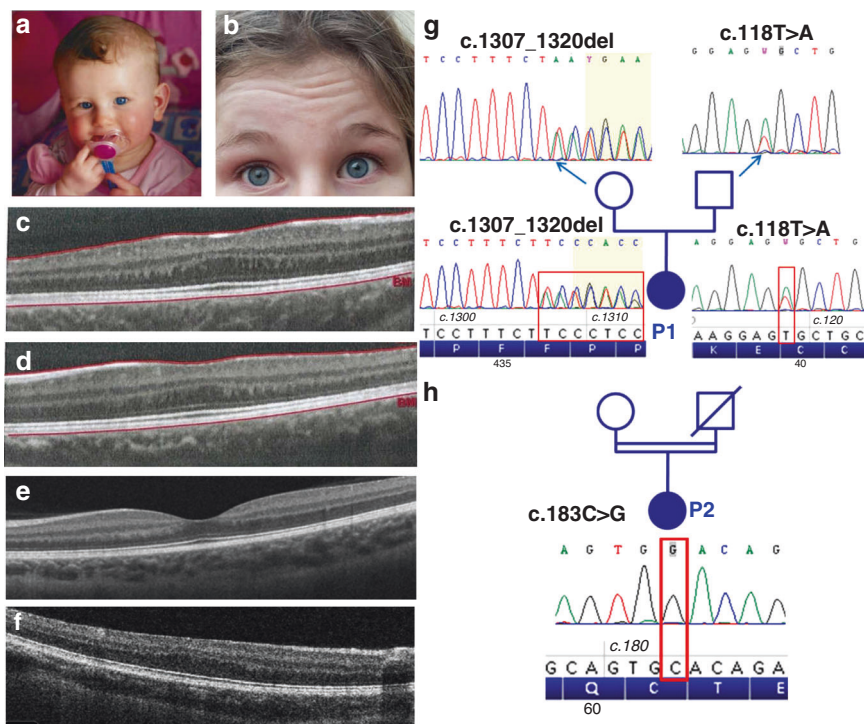 a
b
c
BM
d
BM
e
f
g
c.1307_1320del
T C C T T T C T A A Y G A A
c.118T>A
G G A G W G C T G
c.1307_1320del
T C C T T T C T T C C C A C C
c.1300
c.1310
T C C T T T C T T C C C T C C
P F F P P
435
P1
c.118T>A
A G G A G W G C T G
c.120
A A G G A G T G C T G C
K E C C
40
h
P2
c.183C>G
A G T G G A C A G
c.180
G C A G T G C A C A G A
Q C T E
60